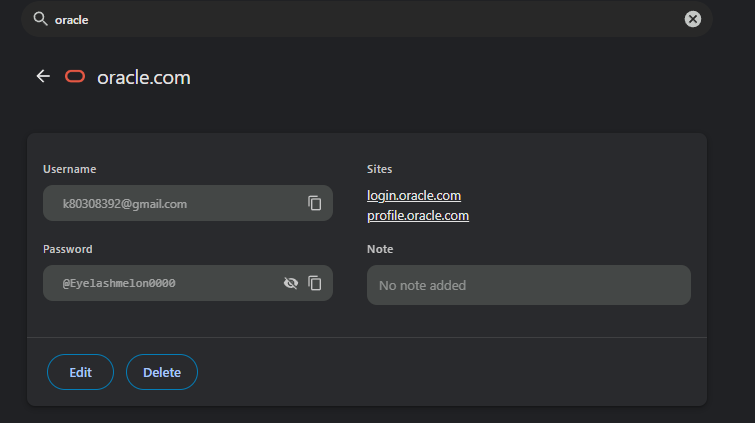 oracle
oracle.com
Username
k80308392@gmail.com
Sites
login.oracle.com
profile.oracle.com
Password
@Eyelashmelon0000
Note
No note added
Edit
Delete